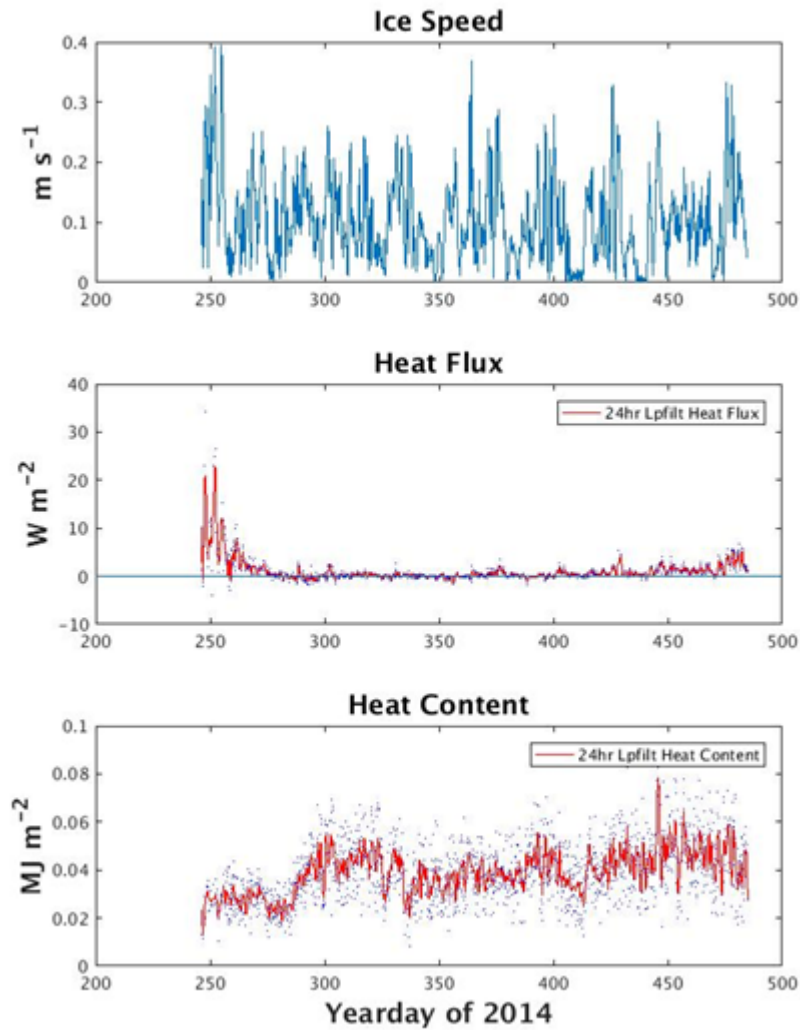 Ice Speed
0.4
0.3
0.2
0.1
0
m s⁻¹
200 250 300 350 400 450 500
Heat Flux
40
30
20
10
0
-10
W m⁻²
24hr Lpfilt Heat Flux
200 250 300 350 400 450 500
Heat Content
0.1
0.08
0.06
0.04
0.02
0
MJ m⁻²
24hr Lpfilt Heat Content
200 250 300 350 400 450 500
Yearday of 2014